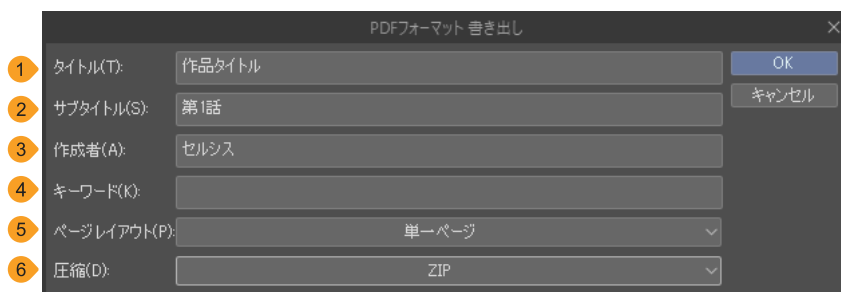 PDFフォーマット 書き出し
1 タイトル(T): 作品タイトル OK
2 サブタイトル(S): 第1話 キャンセル
3 作成者(A): セルシス
4 キーワード(K):
5 ページレイアウト(P): 単一ページ
6 圧縮(D): ZIP